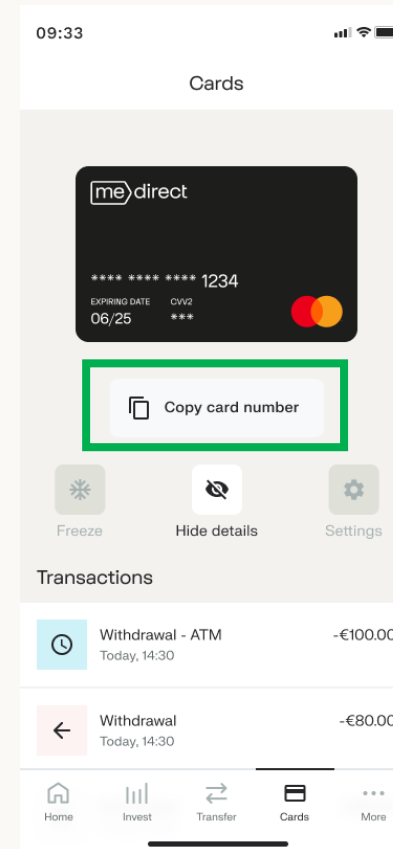 09:33
Cards
me direct
**** **** **** 1234
EXPIRING DATE CVV2
06/25 ***
Copy card number
Freeze Hide details Settings
Transactions
Withdrawal - ATM -€100.00
Today, 14:30
Withdrawal -€80.00
Today, 14:30
Home Invest Transfer Cards More